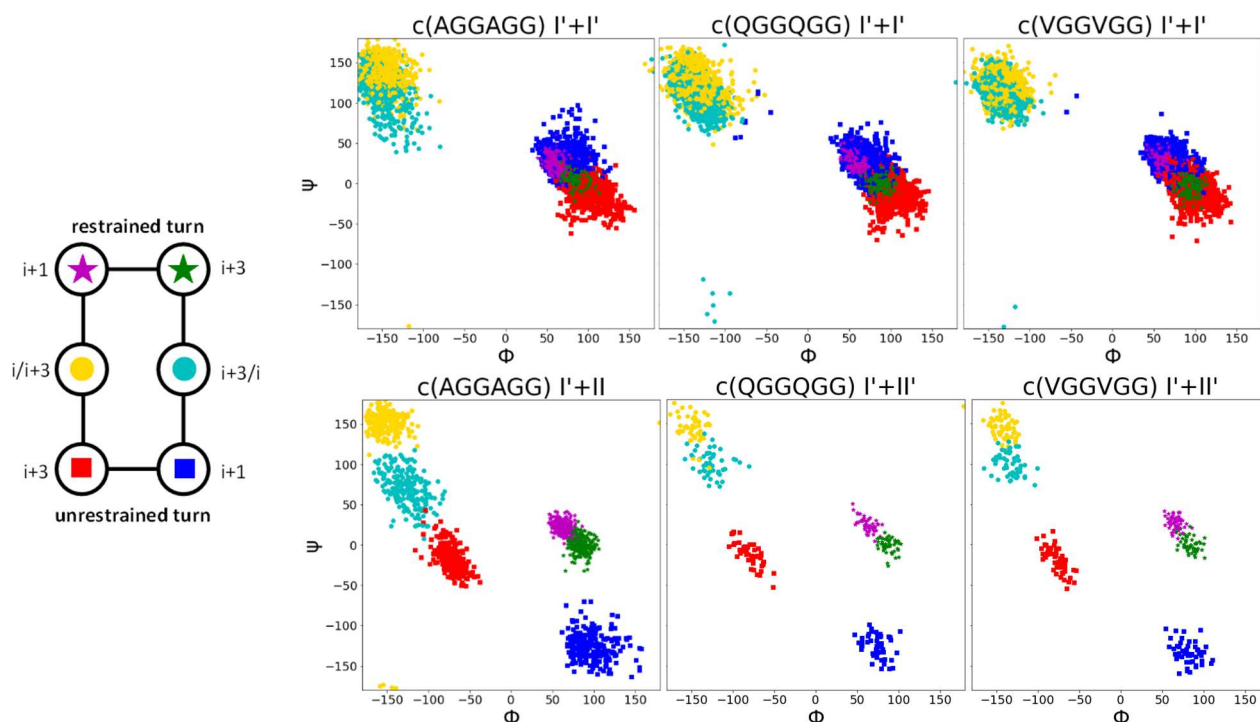 c(AGGAGG) I'+I' c(QGGQGG) I'+I' c(VGGVGG) I'+I'
150
100
50
0
−50
−100
−150
ψ
−150 −100 −50 0 50 100 150 −150 −100 −50 0 50 100 150 −150 −100 −50 0 50 100 150
Φ Φ Φ
restrained turn
i+1 i+3
i/i+3 i+3/i
i+3 i+1
unrestrained turn
c(AGGAGG) I'+II c(QGGQGG) I'+II' c(VGGVGG) I'+II'
150
100
50
0
−50
−100
−150
ψ
−150 −100 −50 0 50 100 150 −150 −100 −50 0 50 100 150 −150 −100 −50 0 50 100 150
Φ Φ Φ